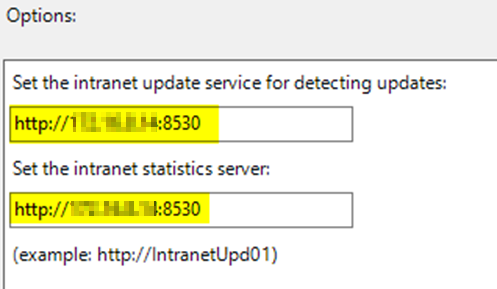 Options:
Set the intranet update service for detecting updates:
http://1 :8530
Set the intranet statistics server:
http:// :8530
(example: http://IntranetUpd01)